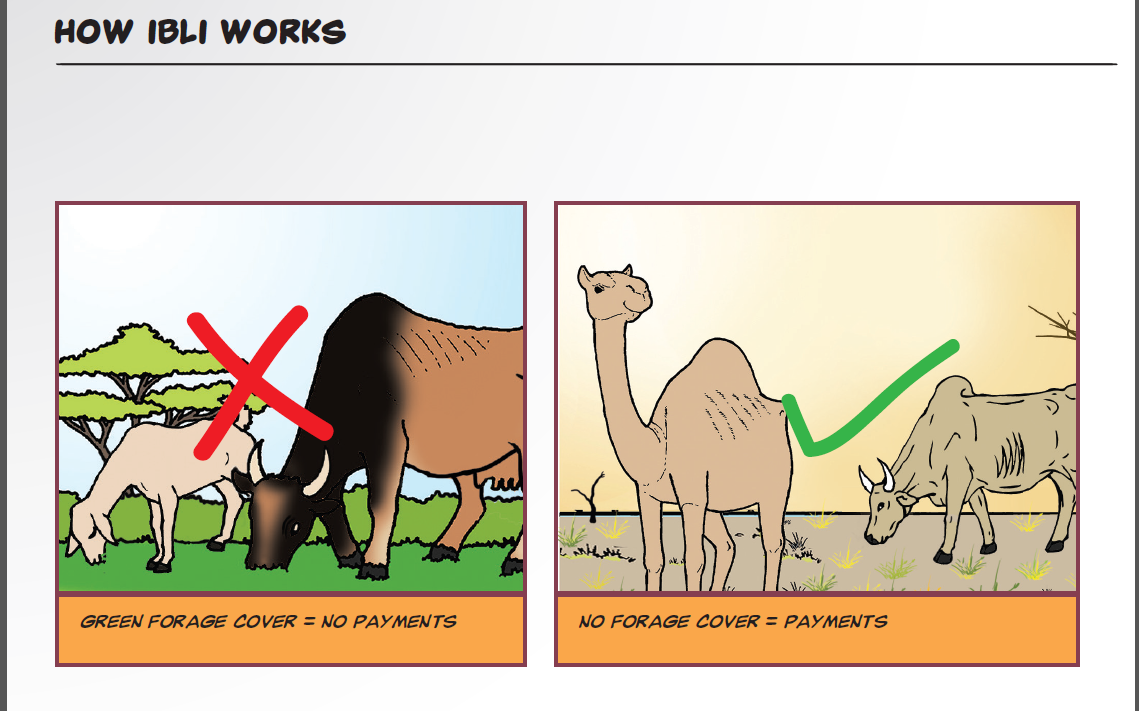 HOW IBLI WORKS
GREEN FORAGE COVER = NO PAYMENTS
NO FORAGE COVER = PAYMENTS